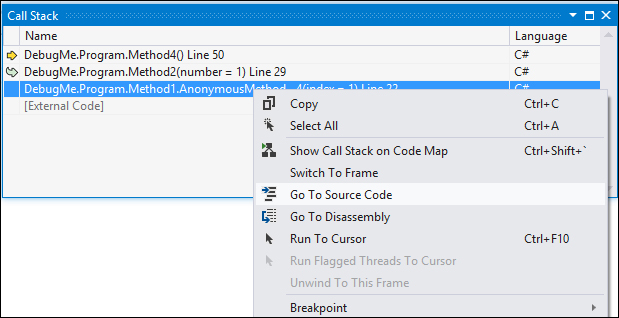 Call Stack
Name Language
DebugMe.Program.Method4() Line 50 C#
DebugMe.Program.Method2(number = 1) Line 29 C#
DebugMe.Program.Method1.AnonymousMethod 4(index = 1) Line C#
[External Code]
Copy Ctrl+C
Select All Ctrl+A
Show Call Stack on Code Map Ctrl+Shift+`
Switch To Frame
Go To Source Code
Go To Disassembly
Run To Cursor Ctrl+F10
Run Flagged Threads To Cursor
Unwind To This Frame
Breakpoint